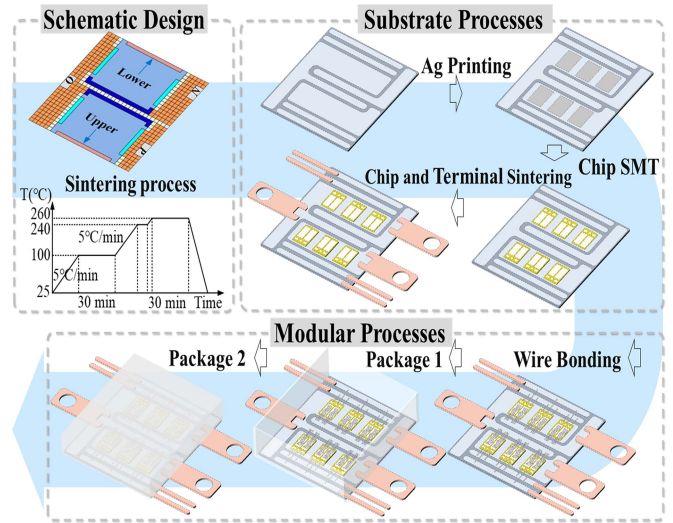 Schematic Design
Substrate Processes
Lower
Upper
O
N
P
Ag Printing
Chip SMT
Chip and Terminal Sintering
Sintering process
T(℃)
260
240
5℃/min
100
5℃/min
25
30 min
30 min
Time
Modular Processes
Package 2
Package 1
Wire Bonding